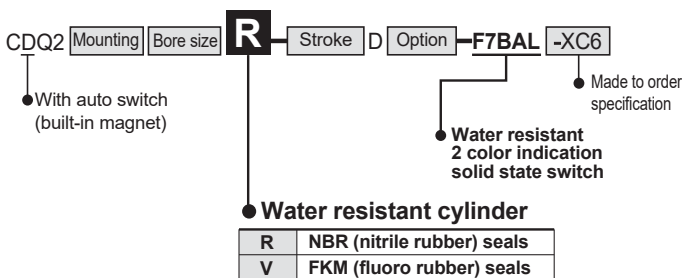 CDQ2 Mounting Bore size R Stroke D Option F7BAL -XC6
With auto switch
(built-in magnet)
Made to order
specification
Water resistant
2 color indication
solid state switch
Water resistant cylinder
R NBR (nitrile rubber) seals
V FKM (fluoro rubber) seals